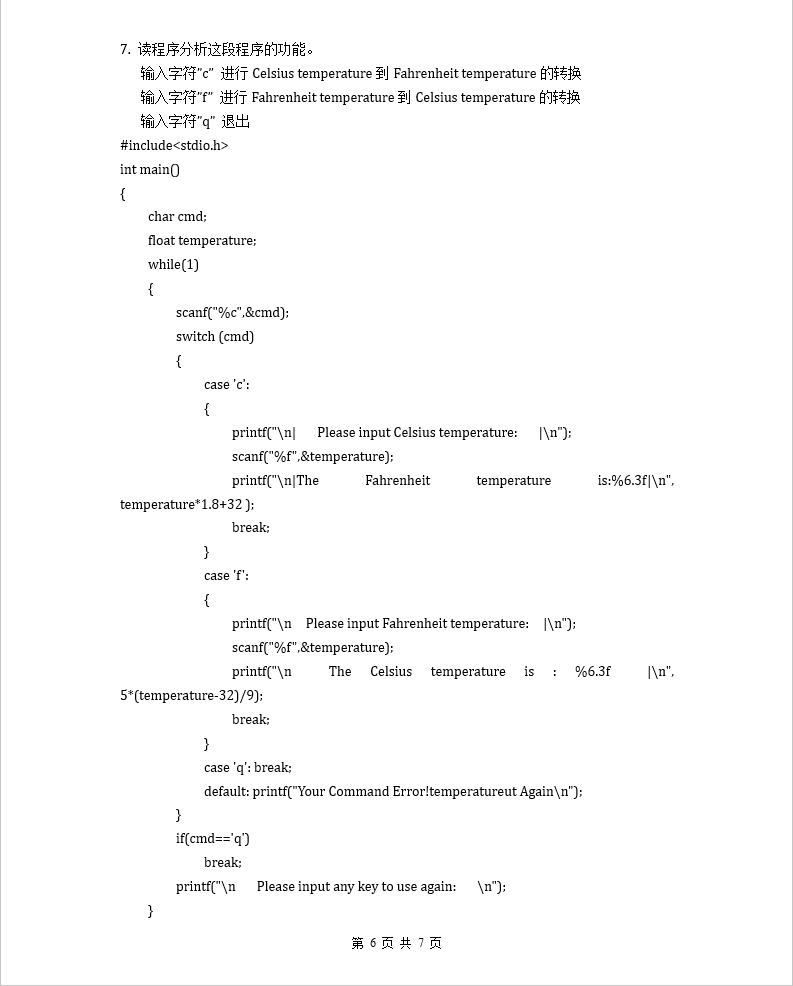 7. 读程序分析这段程序的功能。
输入字符"c" 进行 Celsius temperature 到 Fahrenheit temperature 的转换
输入字符"f" 进行 Fahrenheit temperature 到 Celsius temperature 的转换
输入字符"q" 退出
#include<stdio.h>
int main()
{
char cmd;
float temperature;
while(1)
{
scanf("%c",&cmd);
switch (cmd)
{
case 'c':
{
printf("\n|      Please input Celsius temperature:      |\n");
scanf("%f",&temperature);
printf("\n|The Fahrenheit temperature is:%6.3f|\n",
temperature*1.8+32 );
break;
}
case 'f':
{
printf("\n    Please input Fahrenheit temperature:    |\n");
scanf("%f",&temperature);
printf("\n The Celsius temperature is : %6.3f |\n",
5*(temperature-32)/9);
break;
}
case 'q': break;
default: printf("Your Command Error!temperatureut Again\n");
}
if(cmd=='q')
break;
printf("\n      Please input any key to use again:      \n");
}
第 6 页 共 7 页